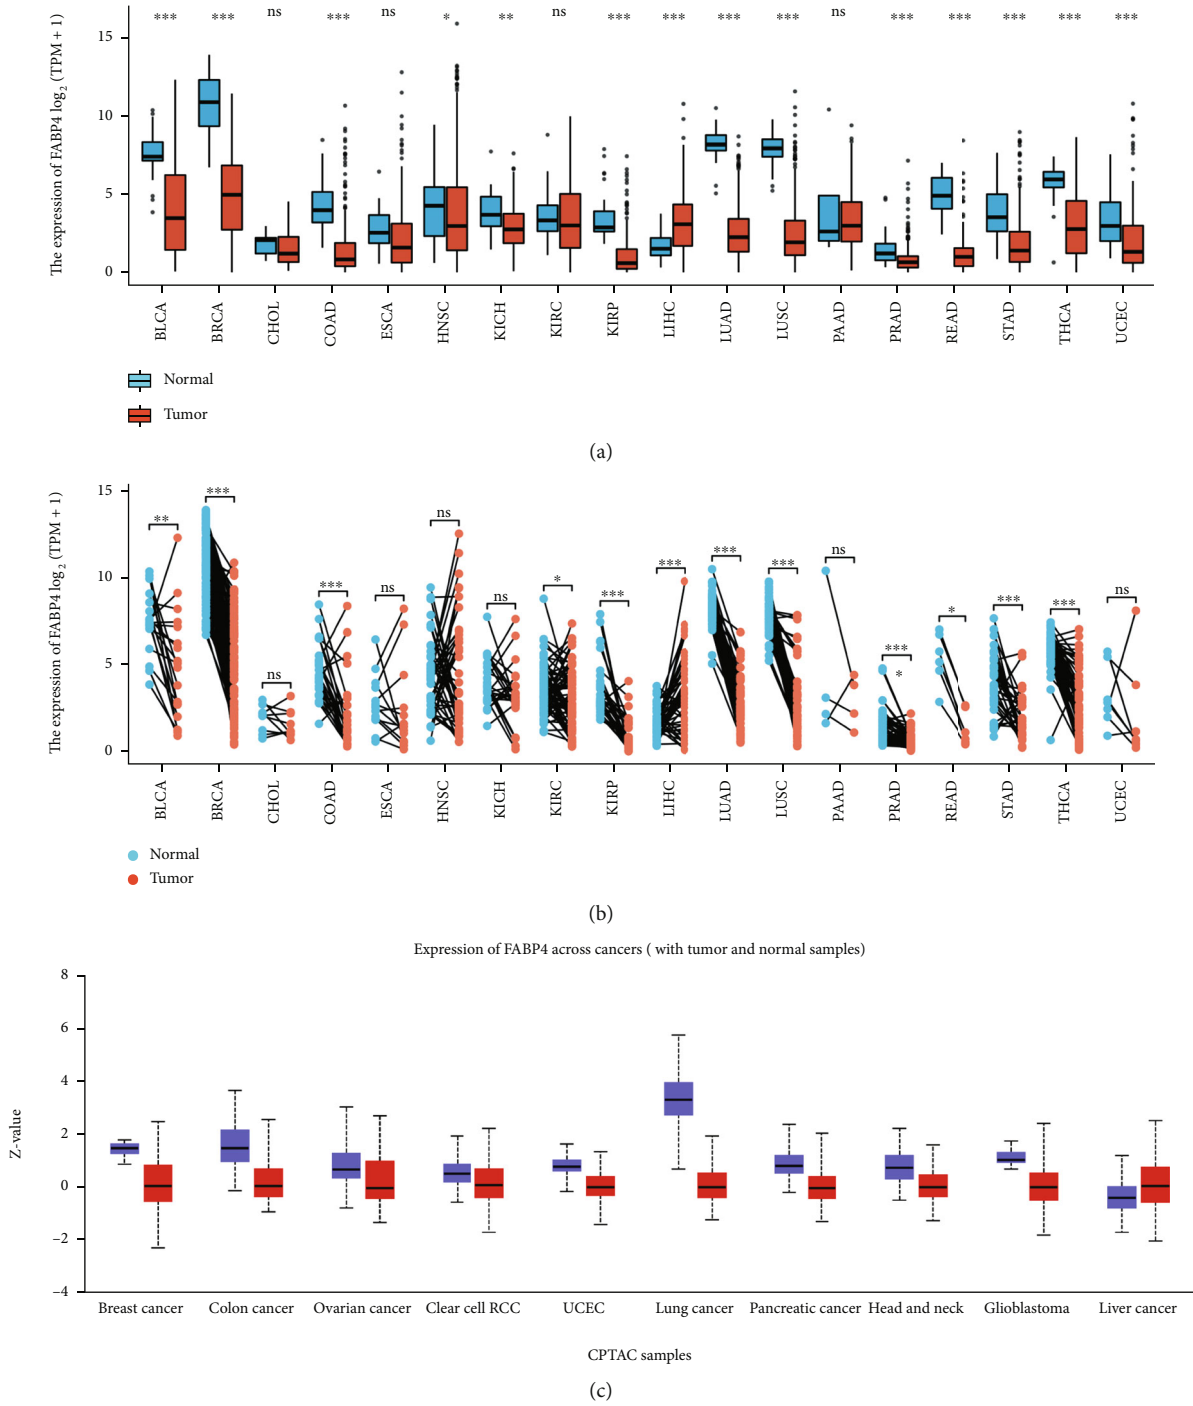 The expression of FABP4 log2 (TPM + 1)
*** *** ns *** ns * ** ns *** *** *** *** ns *** *** *** *** ***
15
10
5
0
BLCA BRCA CHOL COAD ESCA HNSC KICH KIRC KIRP LIHC LUAD LUSC PAAD PRAD READ STAD THCA UCEC
Normal
Tumor
(a)
The expression of FABP4 log2 (TPM + 1)
** *** ns *** ns ns ns * *** *** *** *** ns *** * * *** *** ns
15
10
5
0
BLCA BRCA CHOL COAD ESCA HNSC KICH KIRC KIRP LIHC LUAD LUSC PAAD PRAD READ STAD THCA UCEC
Normal
Tumor
(b)
Expression of FABP4 across cancers ( with tumor and normal samples)
Z-value
8
6
4
2
0
−2
−4
Breast cancer Colon cancer Ovarian cancer Clear cell RCC UCEC Lung cancer Pancreatic cancer Head and neck Glioblastoma Liver cancer
CPTAC samples
(c)